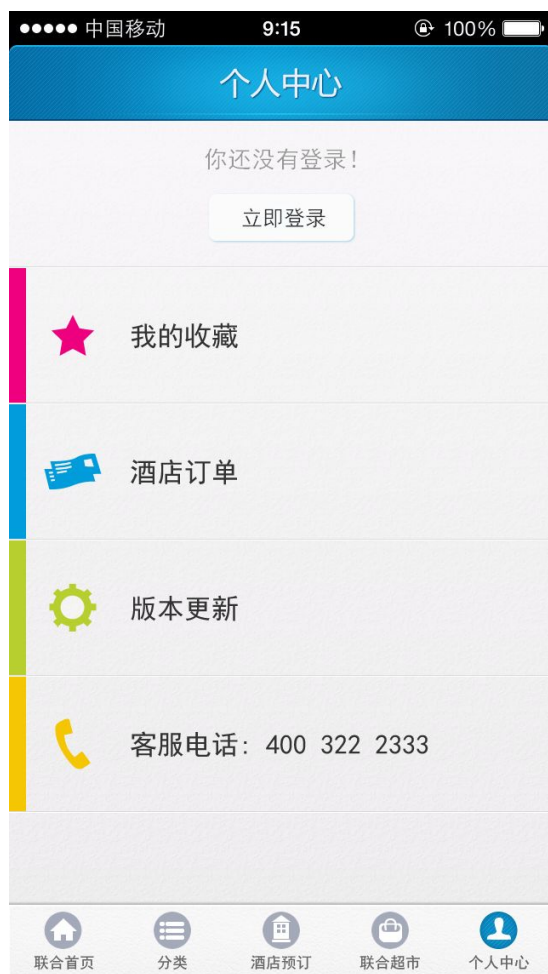 中国移动 9:15 100%
个人中心
你还没有登录!
立即登录
我的收藏
酒店订单
版本更新
客服电话: 400 322 2333
联合首页 分类 酒店预订 联合超市 个人中心